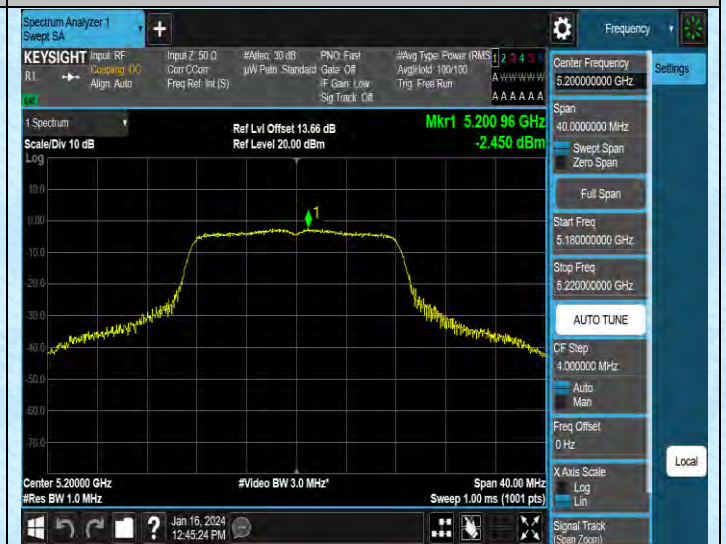 Spectrum Analyzer 1
Swept SA
+
Frequency
KEYSIGHT
Input: RF
Input Z: 50 Ω
#Atten: 30 dB
PNO: Fast
#Avg Type: Power (RMS)
1 2 3 4 5 6
RL
Coupling: DC
Corr CCorr
µW Path: Standard
Gate: Off
Avg|Hold: 100/100
A W W W W W
Align: Auto
Freq Ref: Int (S)
IF Gain: Low
Trig: Free Run
Sig Track: Off
A A A A A A
Center Frequency
5.200000000 GHz
Settings
1 Spectrum
Ref Lvl Offset 13.66 dB
Mkr1 5.200 96 GHz
Scale/Div 10 dB
Ref Level 20.00 dBm
-2.450 dBm
Log
10.0
0.00
-10.0
-20.0
-30.0
-40.0
-50.0
-60.0
-70.0
1
Span
40.0000000 MHz
Swept Span
Zero Span
Full Span
Start Freq
5.180000000 GHz
Stop Freq
5.220000000 GHz
AUTO TUNE
CF Step
4.000000 MHz
Auto
Man
Freq Offset
0 Hz
X Axis Scale
Log
Lin
Local
Signal Track
(Span Zoom)
Center 5.20000 GHz
#Video BW 3.0 MHz*
Span 40.00 MHz
#Res BW 1.0 MHz
Sweep 1.00 ms (1001 pts)
?
Jan 16, 2024
12:45:24 PM